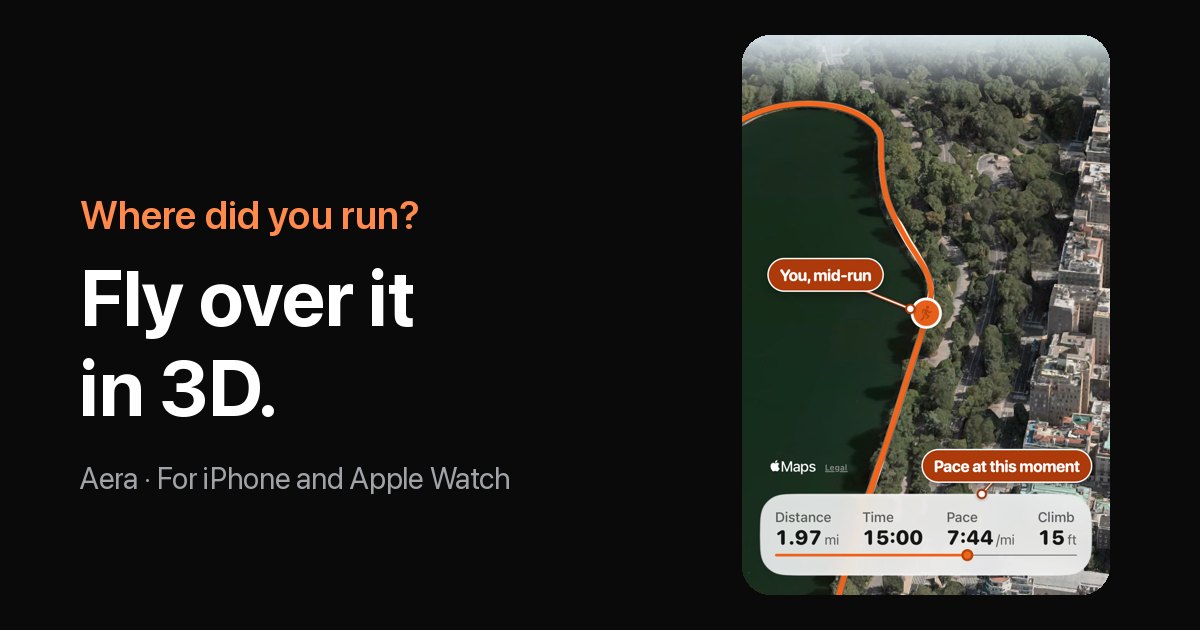 Where did you run?
Fly over it
in 3D.
Aera · For iPhone and Apple Watch
You, mid-run
Maps Legal
Pace at this moment
Distance Time Pace Climb
1.97 mi 15:00 7:44 /mi 15 ft